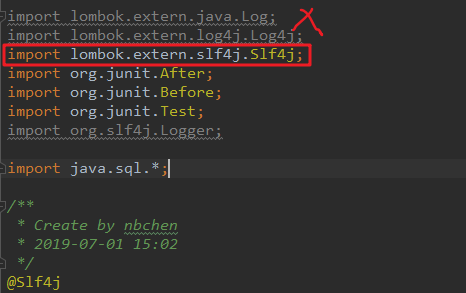 import lombok.extern.java.Log;
import lombok.extern.log4j.Log4j;
import lombok.extern.slf4j.Slf4j;
import org.junit.After;
import org.junit.Before;
import org.junit.Test;
import org.slf4j.Logger;
import java.sql.*;
/**
* Create by nbchen
* 2019-07-01 15:02
*/
@Slf4j